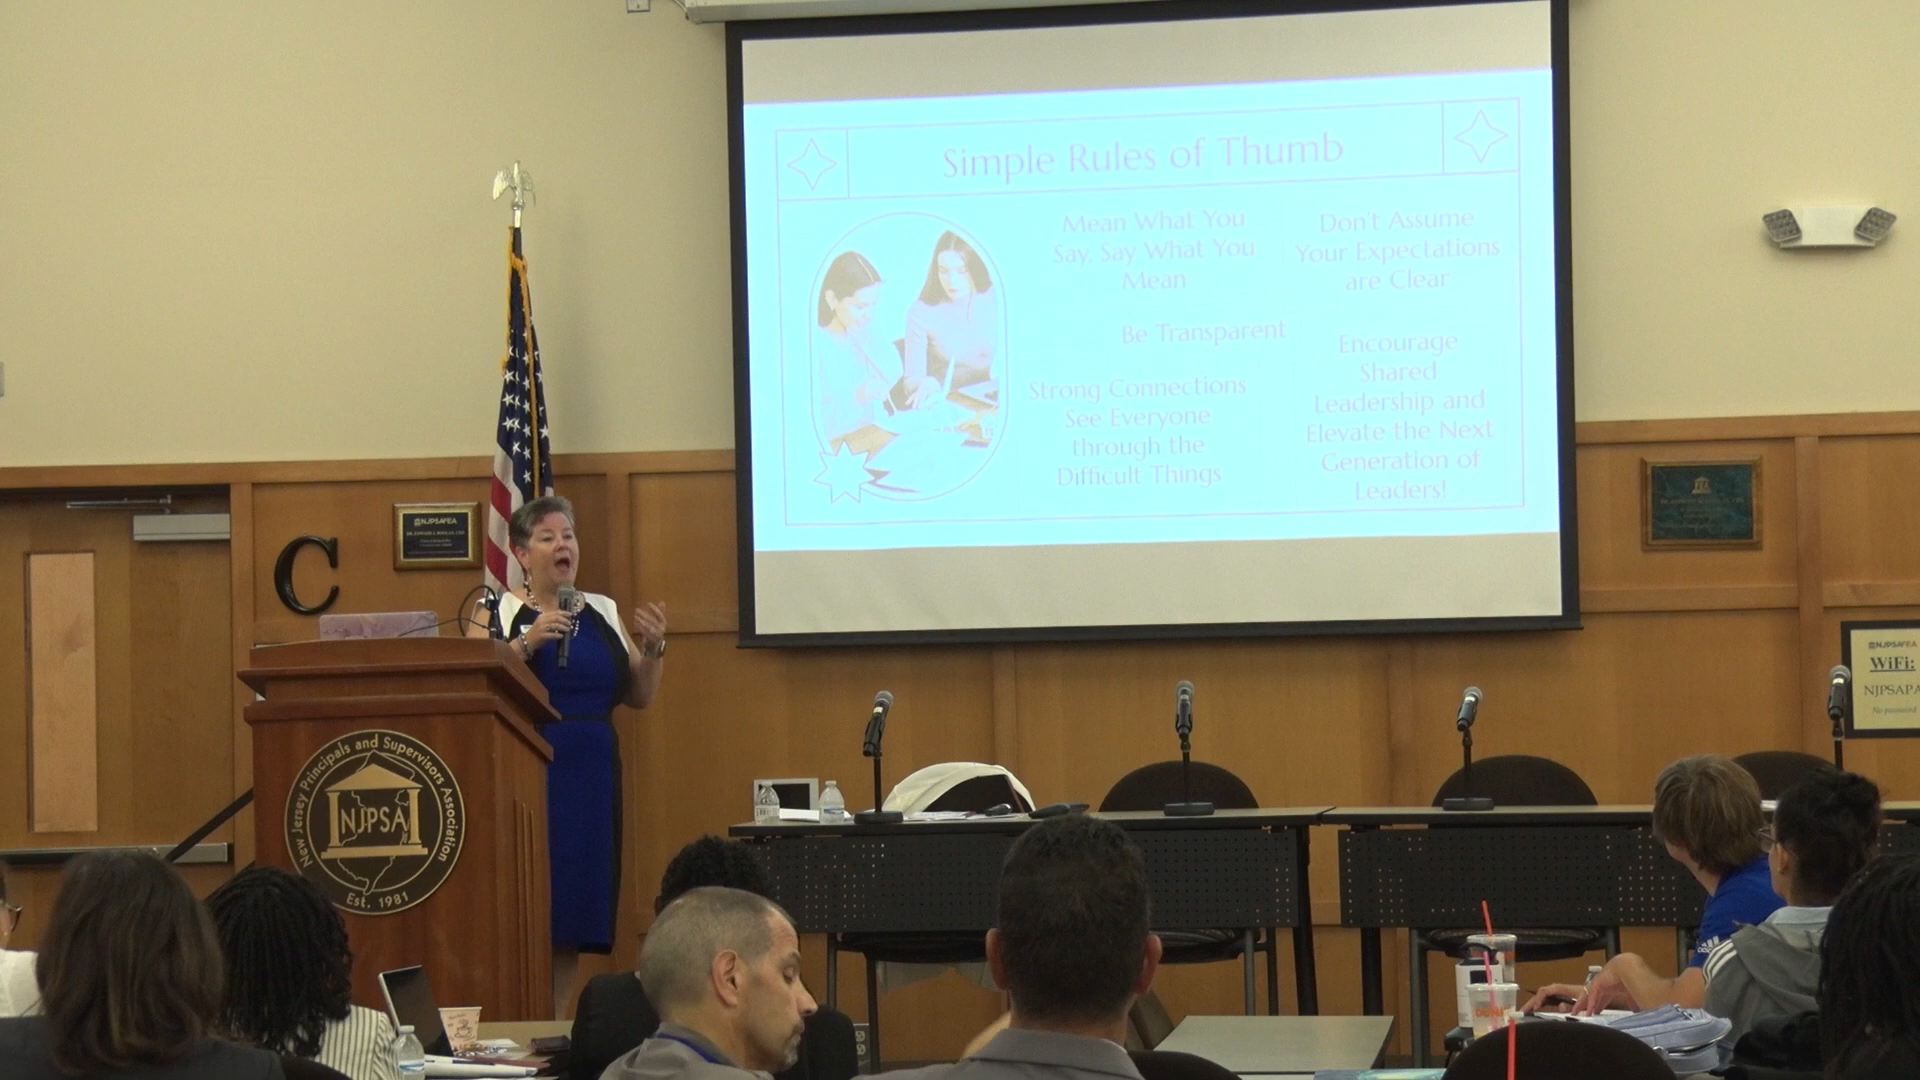 Simple Rules of Thumb
Mean What You
Say, Say What You
Mean
Don't Assume
Your Expectations
are Clear
Be Transparent
Strong Connections
See Everyone
through the
Difficult Things
Encourage
Shared
Leadership and
Elevate the Next
Generation of
Leaders!
NJPSAFEA
C
New Jersey Principals and Supervisors Association
NJPSA
Est. 1981
NJPSAFEA
WiFi:
NJPSAPA
No password